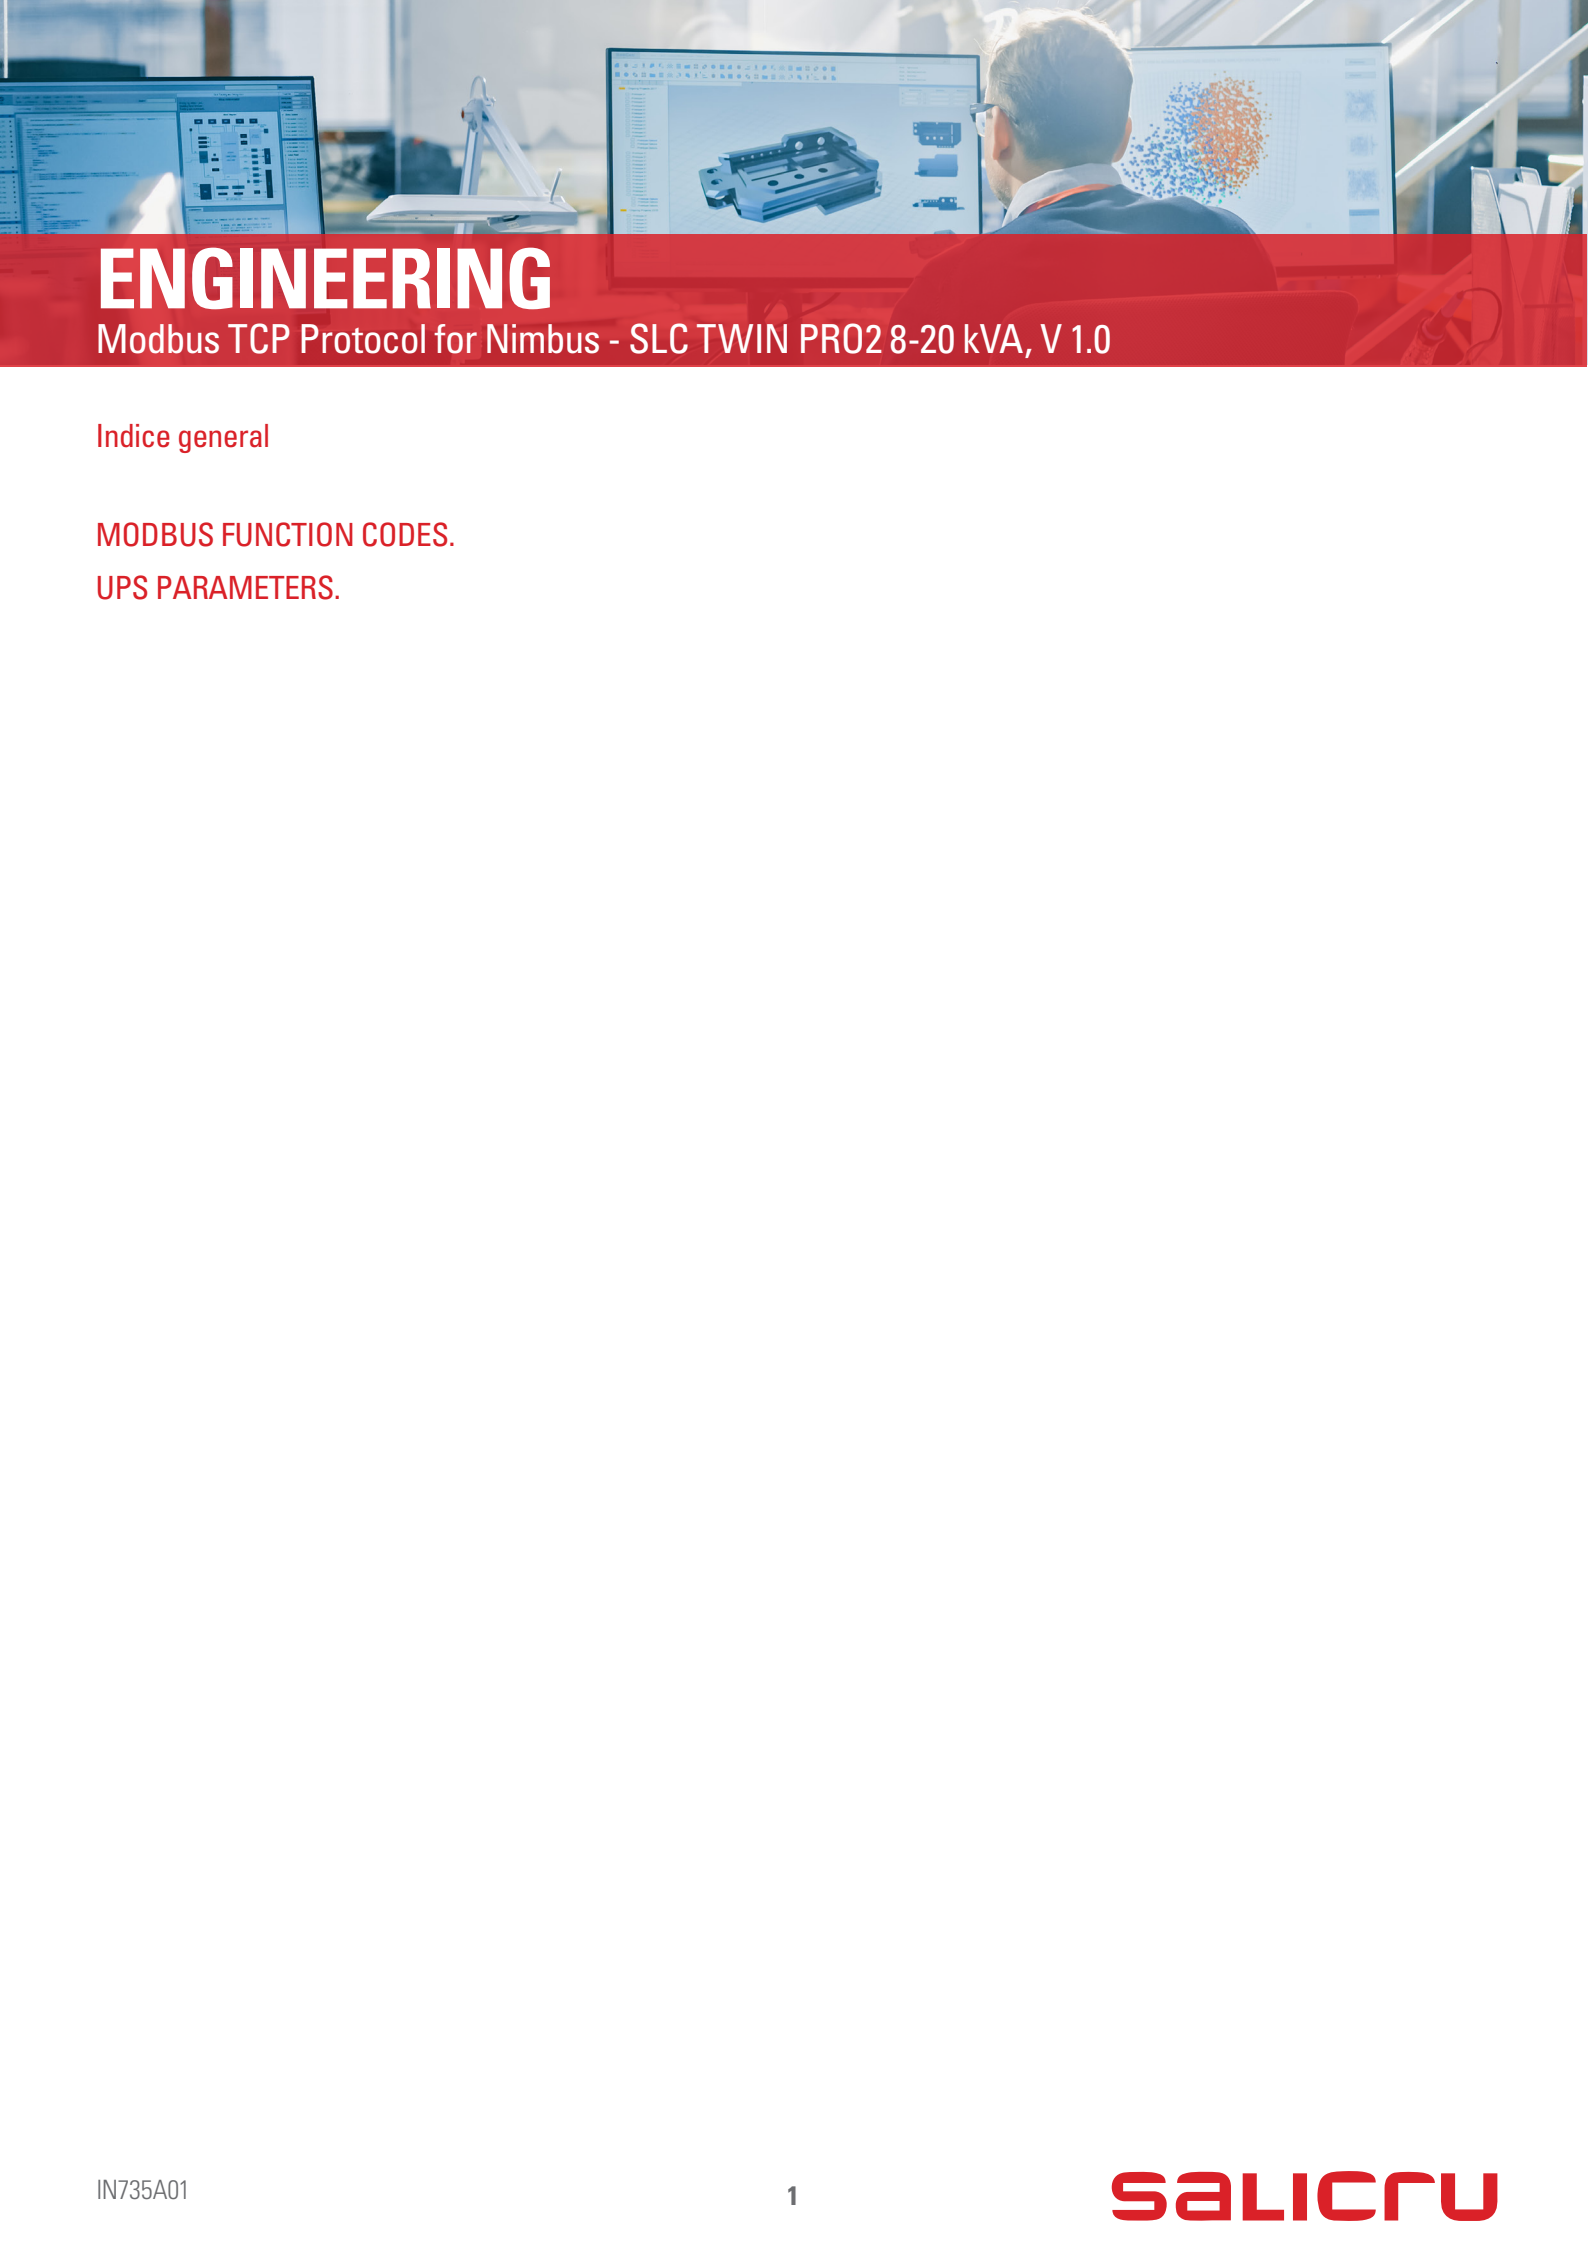 ENGINEERING
Modbus TCP Protocol for Nimbus - SLC TWIN PRO2 8-20 kVA, V 1.0
Indice general
MODBUS FUNCTION CODES.
UPS PARAMETERS.
IN735A01
1
salicru